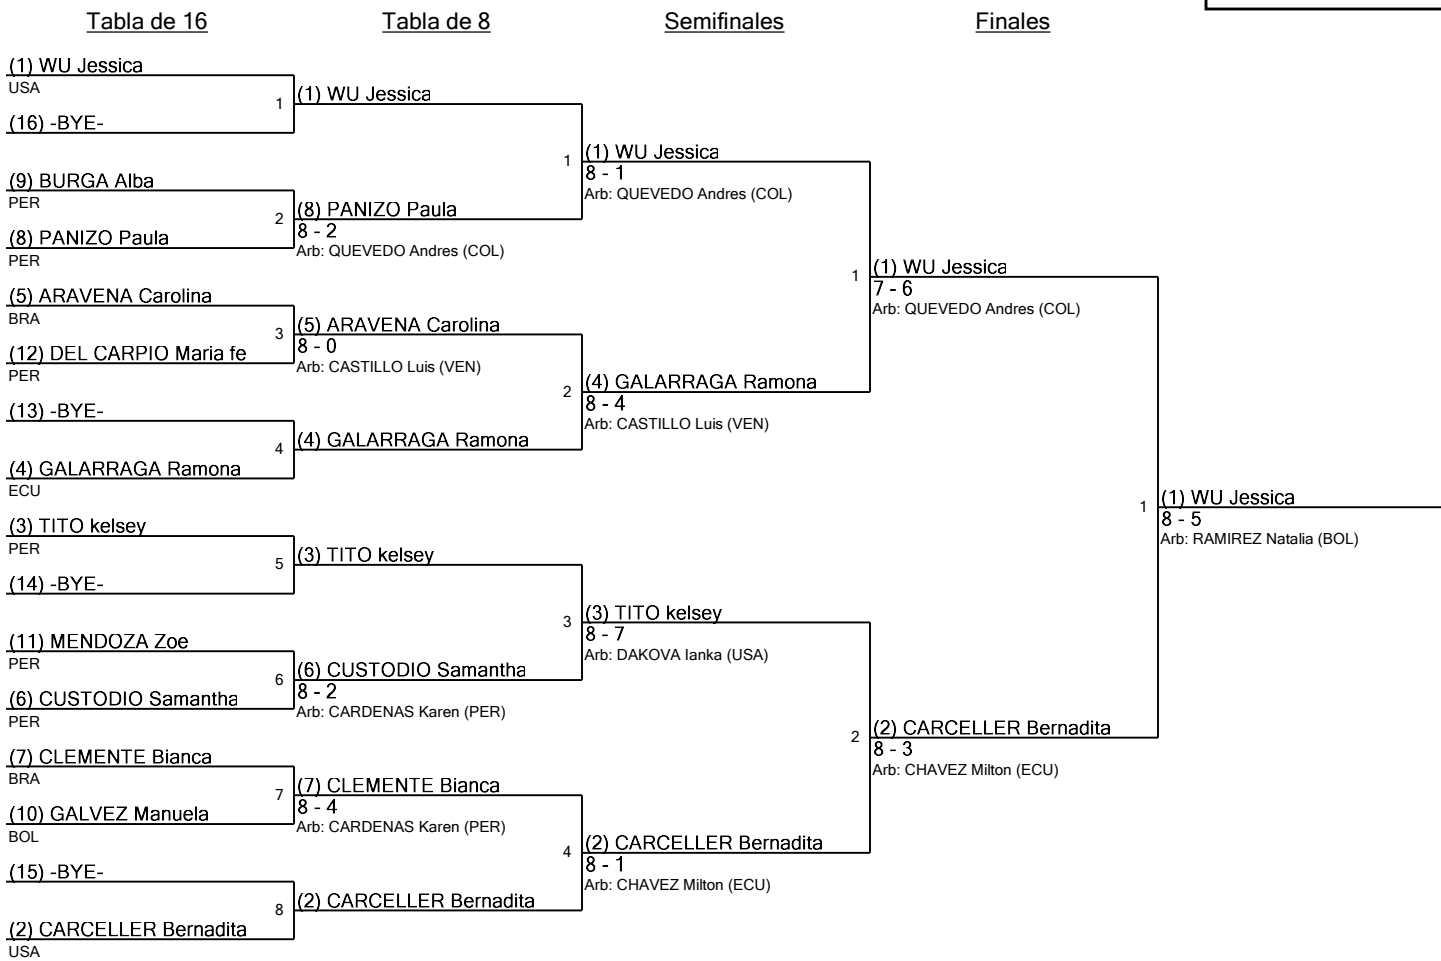 Tabla de 16
Tabla de 8
Semifinales
Finales
(1) WU Jessica
USA
1
(16) -BYE-
(9) BURGA Alba
PER
2
(8) PANIZO Paula
PER
(5) ARAVENA Carolina
BRA
3
(12) DEL CARPIO Maria fe
PER
(13) -BYE-
4
(4) GALARRAGA Ramona
ECU
(3) TITO kelsey
PER
5
(14) -BYE-
(11) MENDOZA Zoe
PER
6
(6) CUSTODIO Samantha
PER
(7) CLEMENTE Bianca
BRA
7
(10) GALVEZ Manuela
BOL
(15) -BYE-
8
(2) CARCELLER Bernadita
USA
(1) WU Jessica
1
(8) PANIZO Paula
8 - 2
Arb: QUEVEDO Andres (COL)
(5) ARAVENA Carolina
8 - 0
Arb: CASTILLO Luis (VEN)
2
(4) GALARRAGA Ramona
(3) TITO kelsey
3
(6) CUSTODIO Samantha
8 - 2
Arb: CARDENAS Karen (PER)
(7) CLEMENTE Bianca
8 - 4
Arb: CARDENAS Karen (PER)
4
(2) CARCELLER Bernadita
(1) WU Jessica
8 - 1
Arb: QUEVEDO Andres (COL)
1
(4) GALARRAGA Ramona
8 - 4
Arb: CASTILLO Luis (VEN)
(3) TITO kelsey
8 - 7
Arb: DAKOVA Ianka (USA)
2
(2) CARCELLER Bernadita
8 - 1
Arb: CHAVEZ Milton (ECU)
(1) WU Jessica
7 - 6
Arb: QUEVEDO Andres (COL)
1
(2) CARCELLER Bernadita
8 - 3
Arb: CHAVEZ Milton (ECU)
(1) WU Jessica
8 - 5
Arb: RAMIREZ Natalia (BOL)